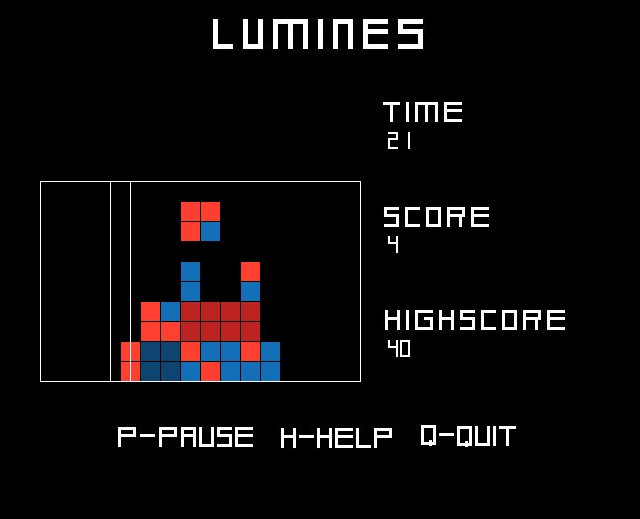 LUMINES
TIME
21
SCORE
4
HIGHSCORE
40
P-PAUSE H-HELP Q-QUIT